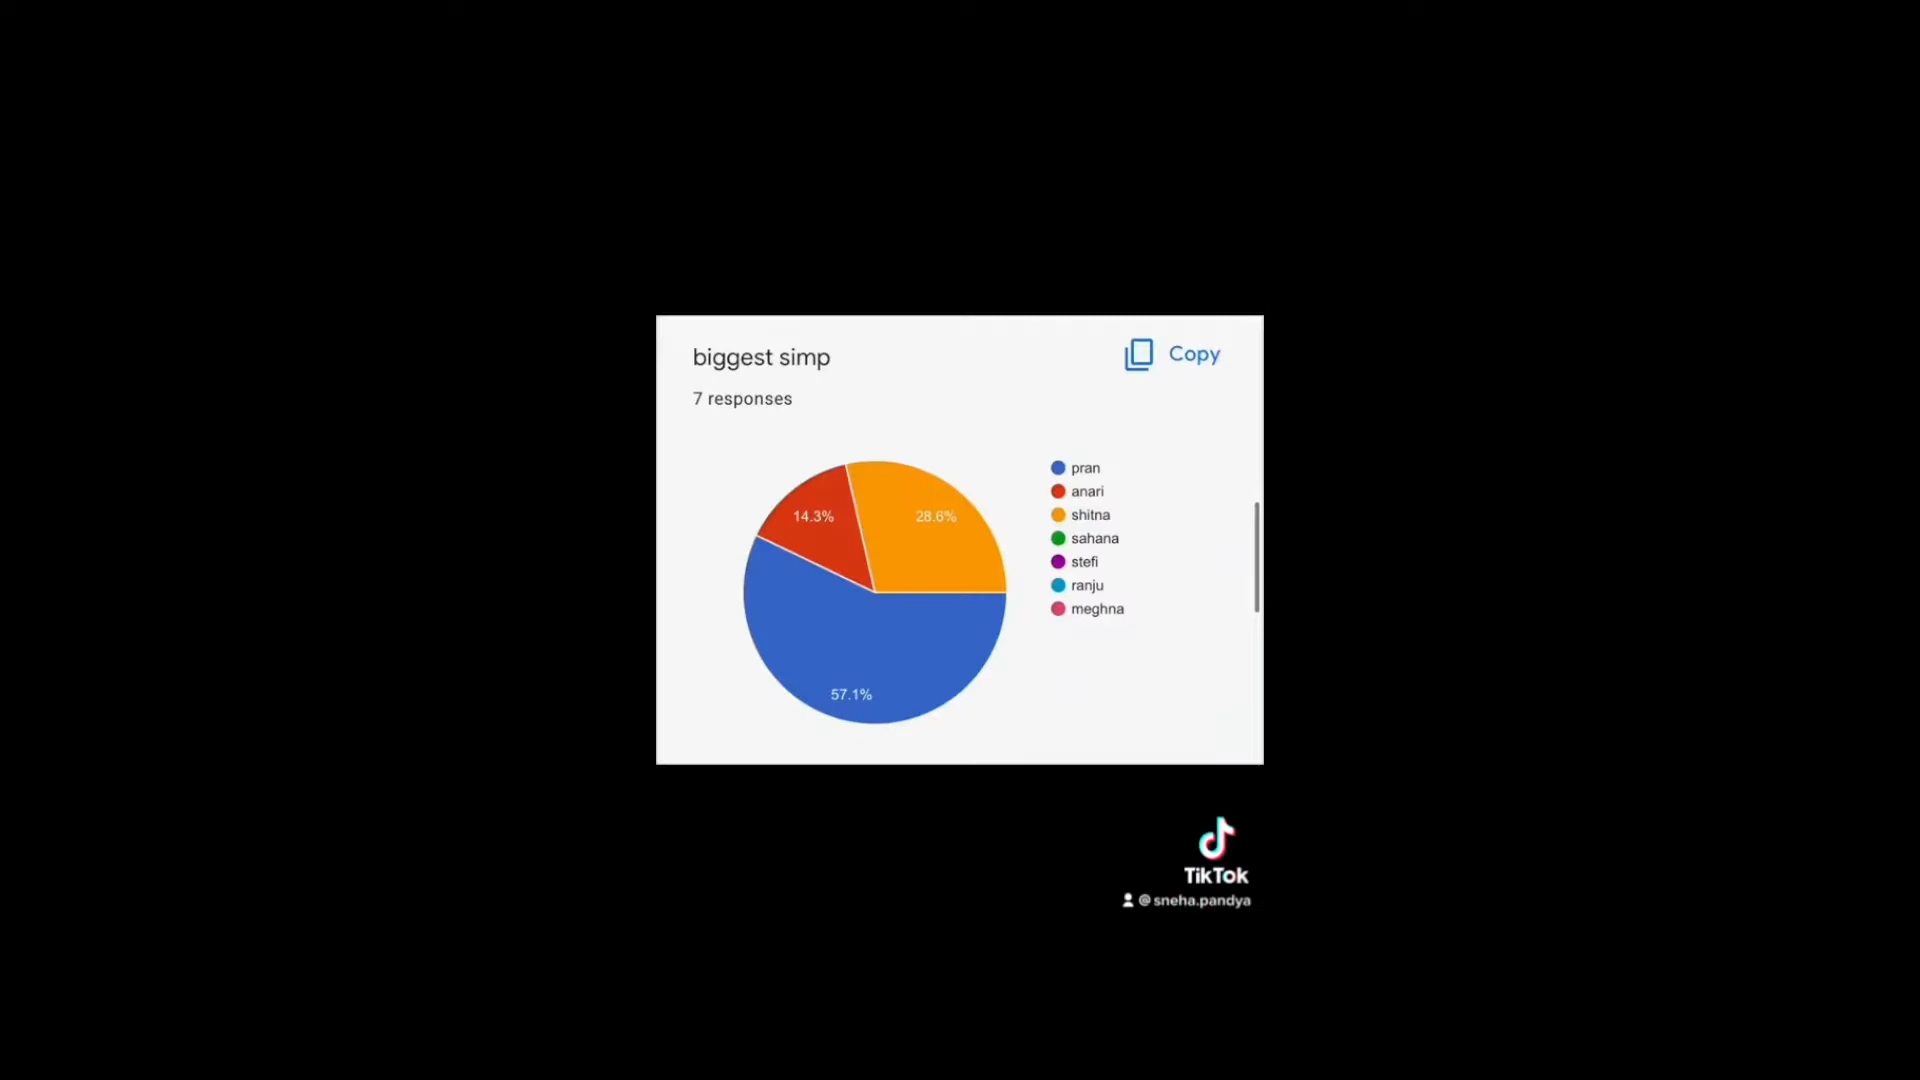 biggest simp
Copy
7 responses
14.3%
28.6%
57.1%
pran
anari
shitna
sahana
stefi
ranju
meghna
TikTok
@sneha.pandya